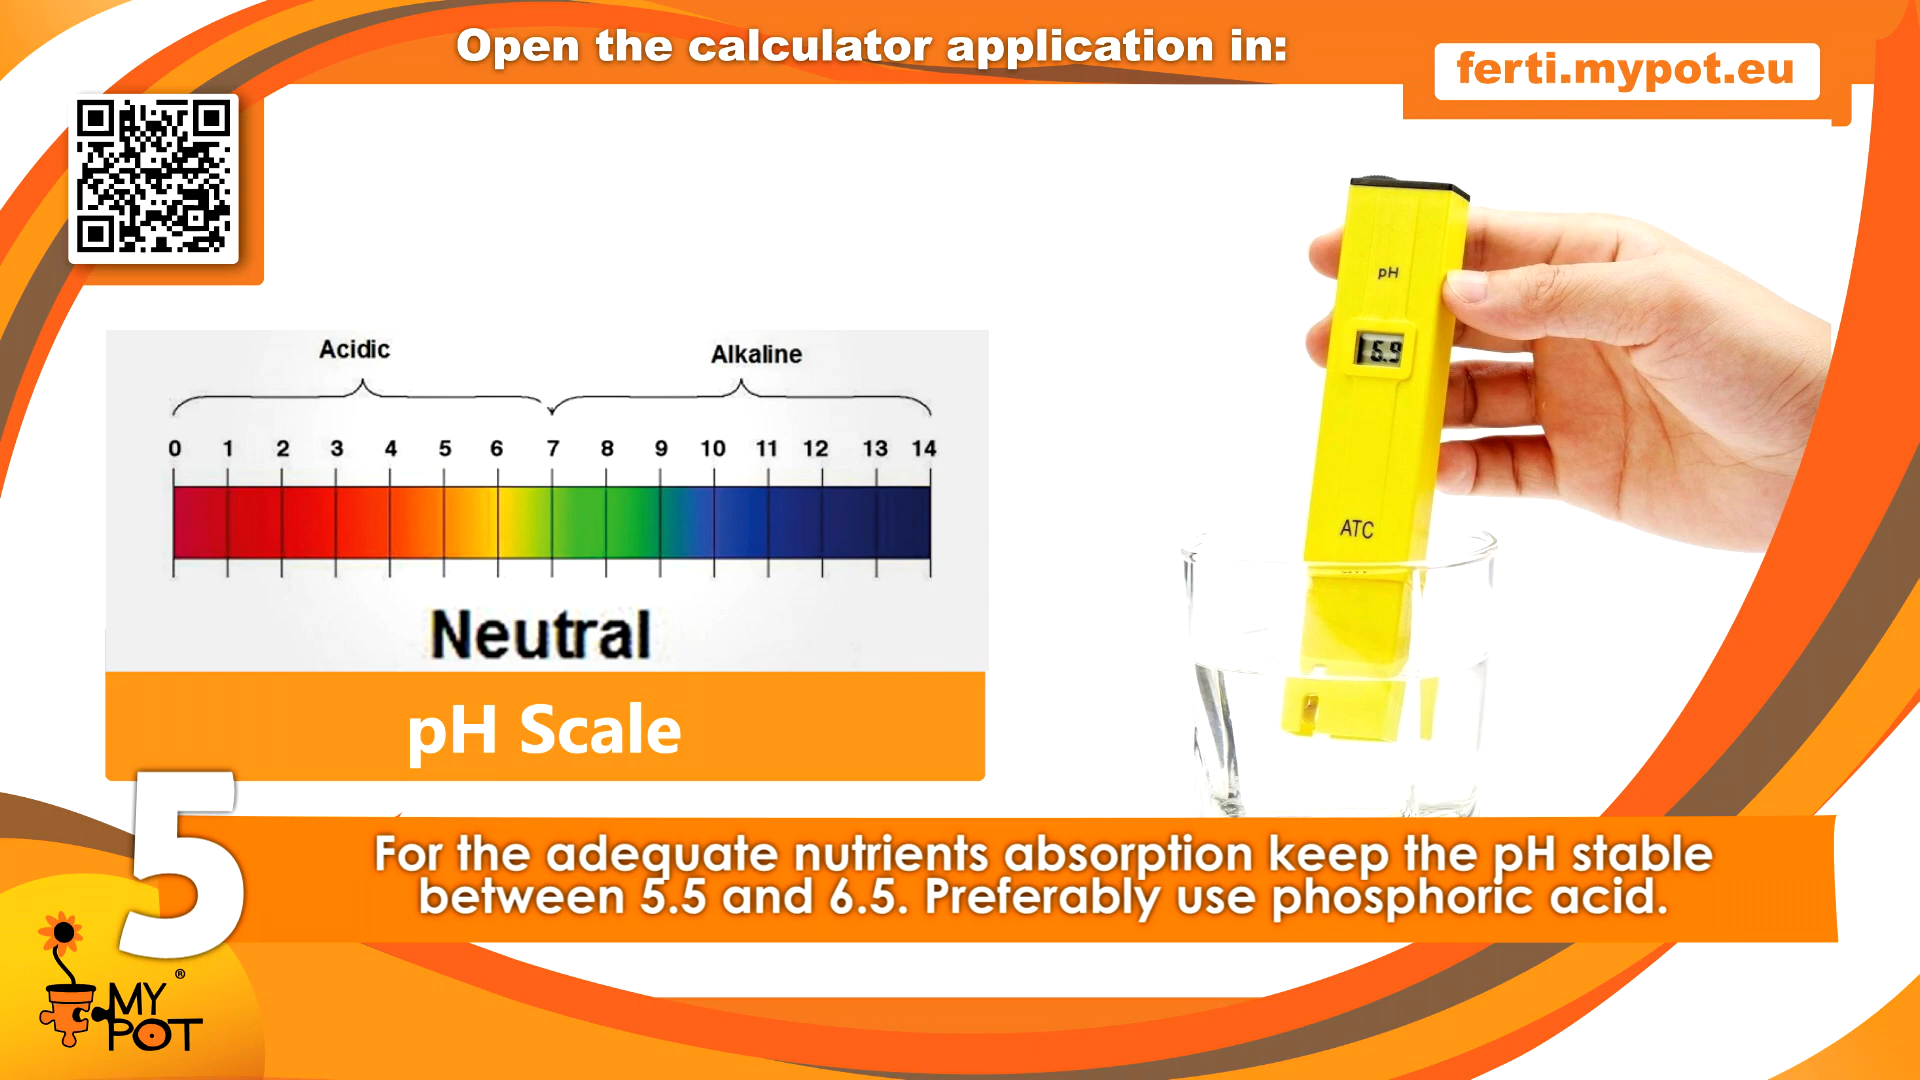 Open the calculator application in:
ferti.mypot.eu
Acidic
Alkaline
0 1 2 3 4 5 6 7 8 9 10 11 12 13 14
Neutral
pH Scale
pH
6.9
ATC
5
For the adequate nutrients absorption keep the pH stable
between 5.5 and 6.5. Preferably use phosphoric acid.
MY ®
POT